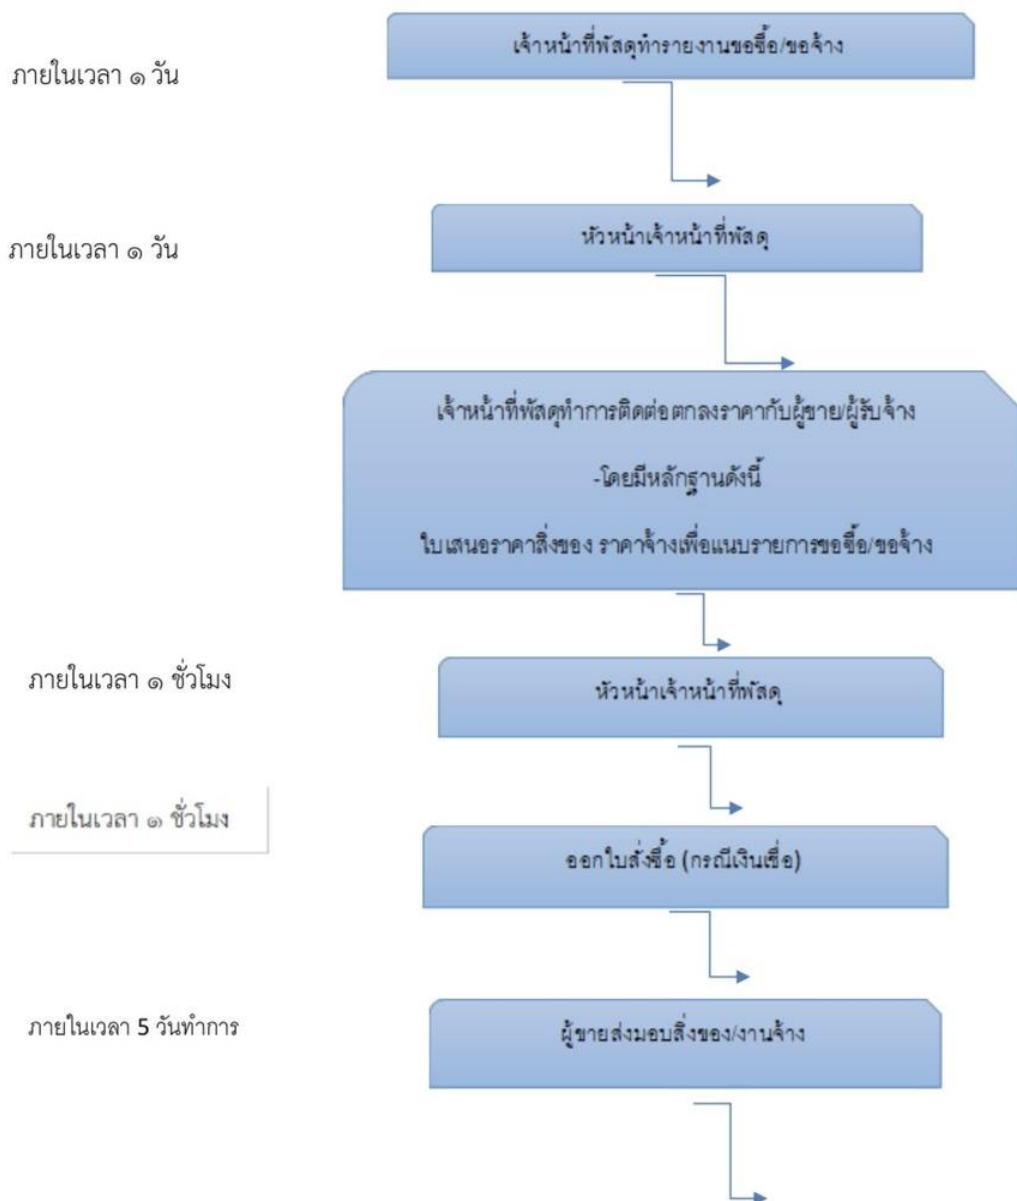 เจ้าหน้าที่พัสดุทำรายงานขอซื้อ/ขอจ้าง
ภายในเวลา ๑ วัน
หัวหน้าเจ้าหน้าที่พัสดุ
ภายในเวลา ๑ วัน
เจ้าหน้าที่พัสดุทำการติดต่อตกลงราคากับผู้ขาย/ผู้รับจ้าง
-โดยมีหลักฐานดังนี้
ใบเสนอราคาสิ่งของ ราคาจ้างเพื่อแนบรายการขอซื้อ/ขอจ้าง
ภายในเวลา ๑ ชั่วโมง
หัวหน้าเจ้าหน้าที่พัสดุ
ภายในเวลา ๑ ชั่วโมง
ออกใบสั่งซื้อ (กรณีเงินเชื่อ)
ภายในเวลา 5 วันทำการ
ผู้ขายส่งมอบสิ่งของ/งานจ้าง